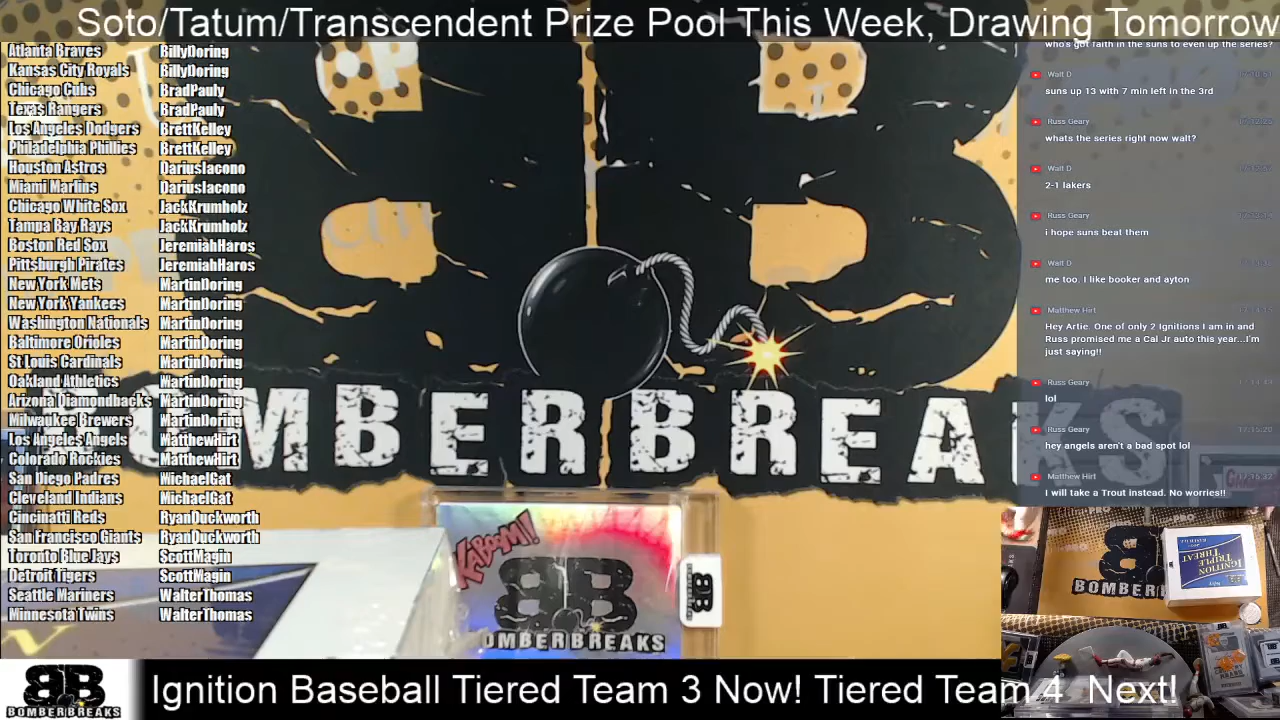 Soto/Tatum/Transcendent Prize Pool This Week, Drawing Tomorrow
Atlanta Braves BillyDoring
Kansas City Royals BillyDoring
Chicago Cubs BradPauly
Texas Rangers BradPauly
Los Angeles Dodgers BrettKelley
Philadelphia Phillies BrettKelley
Houston Astros DariusIacono
Miami Marlins DariusIacono
Chicago White Sox JackKrumholz
Tampa Bay Rays JackKrumholz
Boston Red Sox JeremiahHaros
Pittsburgh Pirates JeremiahHaros
New York Mets MartinDoring
New York Yankees MartinDoring
Washington Nationals MartinDoring
Baltimore Orioles MartinDoring
St Louis Cardinals MartinDoring
Oakland Athletics MartinDoring
Arizona Diamondbacks MartinDoring
Milwaukee Brewers MartinDoring
Los Angeles Angels MatthewHirt
Colorado Rockies MatthewHirt
San Diego Padres MichaelGat
Cleveland Indians MichaelGat
Cincinatti Reds RyanDuckworth
San Francisco Giants RyanDuckworth
Toronto Blue Jays ScottMagin
Detroit Tigers ScottMagin
Seattle Mariners WalterThomas
Minnesota Twins WalterThomas
BOMBERBREAKS
KABOOM!
BB
BOMBERBREAKS
BB
who's got faith in the suns to even up the series?
Walt D
suns up 13 with 7 min left in the 3rd
Russ Geary
whats the series right now walt?
Walt D
2-1 lakers
Russ Geary
i hope suns beat them
Walt D
me too. I like booker and ayton
Matthew Hirt
Hey Artie. One of only 2 Ignitions I am in and
Russ promised me a Cal Jr auto this year...I'm
just saying!!
Russ Geary
lol
Russ Geary 17:15:20
hey angels aren't a bad spot lol
Matthew Hirt
I will take a Trout instead. No worries!!
IGNITION
TRIPLE
THREAT
BOMBERB
BB
BOMBERBREAKS
Ignition Baseball Tiered Team 3 Now! Tiered Team 4 Next!